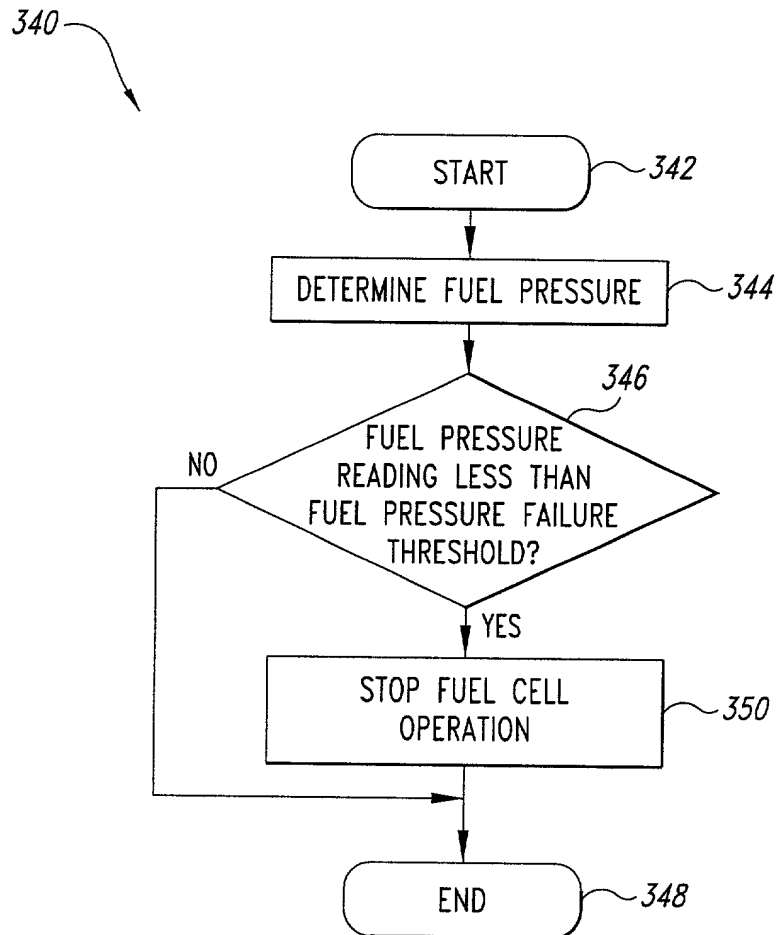 340
START
342
DETERMINE FUEL PRESSURE
344
346
FUEL PRESSURE
READING LESS THAN
FUEL PRESSURE FAILURE
THRESHOLD?
NO
YES
STOP FUEL CELL
OPERATION
350
END
348